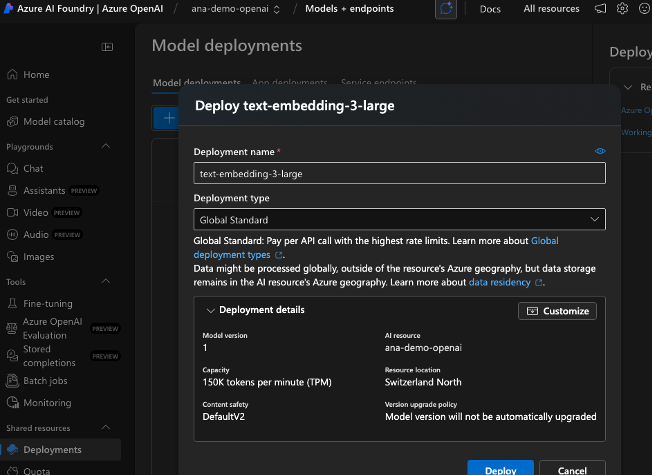 Azure AI Foundry | Azure OpenAI / ana-demo-openai / Models + endpoints Docs All resources
Home
Get started
Model catalog
Playgrounds
Chat
Assistants PREVIEW
Video PREVIEW
Audio PREVIEW
Images
Tools
Fine-tuning
Azure OpenAI
Evaluation PREVIEW
Stored
completions PREVIEW
Batch jobs
Monitoring
Shared resources
Deployments
Quota
Model deployments
Model deployments App deployments Service endpoints
Deploy text-embedding-3-large
Deployment name *
text-embedding-3-large
Deployment type
Global Standard
Global Standard: Pay per API call with the highest rate limits. Learn more about Global
deployment types.
Data might be processed globally, outside of the resource's Azure geography, but data storage
remains in the AI resource's Azure geography. Learn more about data residency.
Deployment details
Customize
Model version
1
AI resource
ana-demo-openai
Capacity
150K tokens per minute (TPM)
Resource location
Switzerland North
Content safety
DefaultV2
Version upgrade policy
Model version will not be automatically upgraded
Deploy Cancel
Deploy
Re
Azure Op
Working